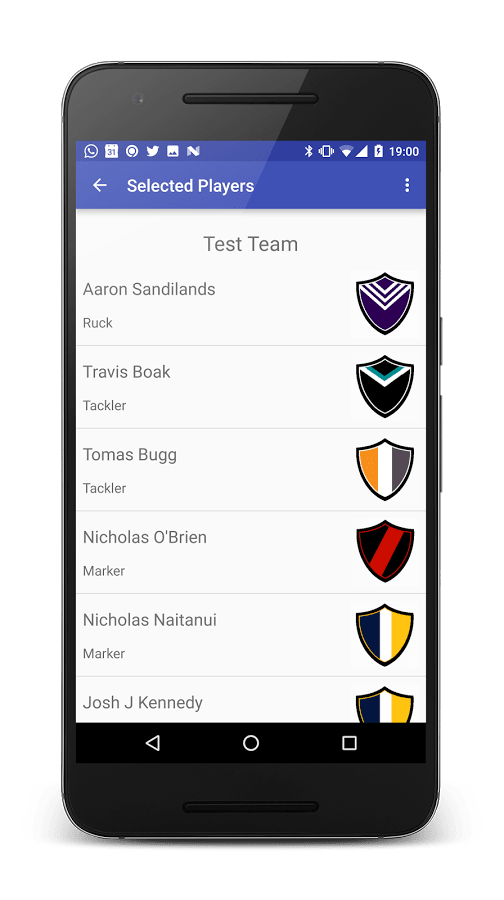 31
19:00
Selected Players
Test Team
Aaron Sandilands
Ruck
Travis Boak
Tackler
Tomas Bugg
Tackler
Nicholas O'Brien
Marker
Nicholas Naitanui
Marker
Josh J Kennedy